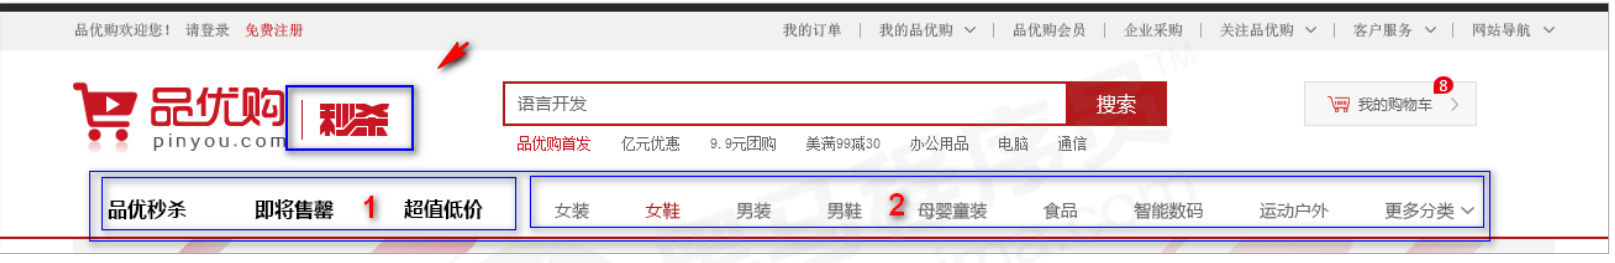 品优购欢迎您! 请登录 免费注册 我的订单 | 我的品优购 | 品优购会员 | 企业采购 | 关注品优购 | 客户服务 | 网站导航
品优购 秒杀
pinyou.com
语言开发 搜索
8
我的购物车
品优购首发 亿元优惠 9.9元团购 美满99减30 办公用品 电脑 通信
品优秒杀 即将售罄 1 超值低价 女装 女鞋 男装 男鞋 2 母婴童装 食品 智能数码 运动户外 更多分类